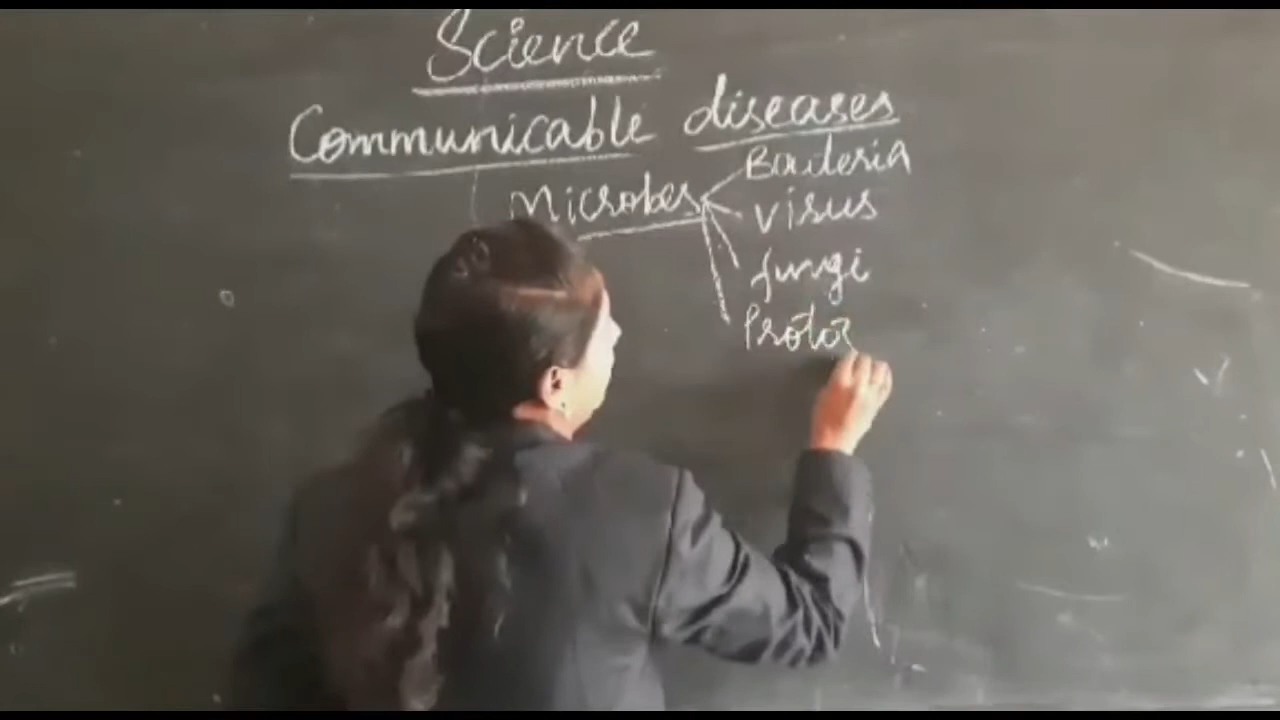 Science
Communicable diseases
Microbes
Bacteria
virus
fungi
Protoz